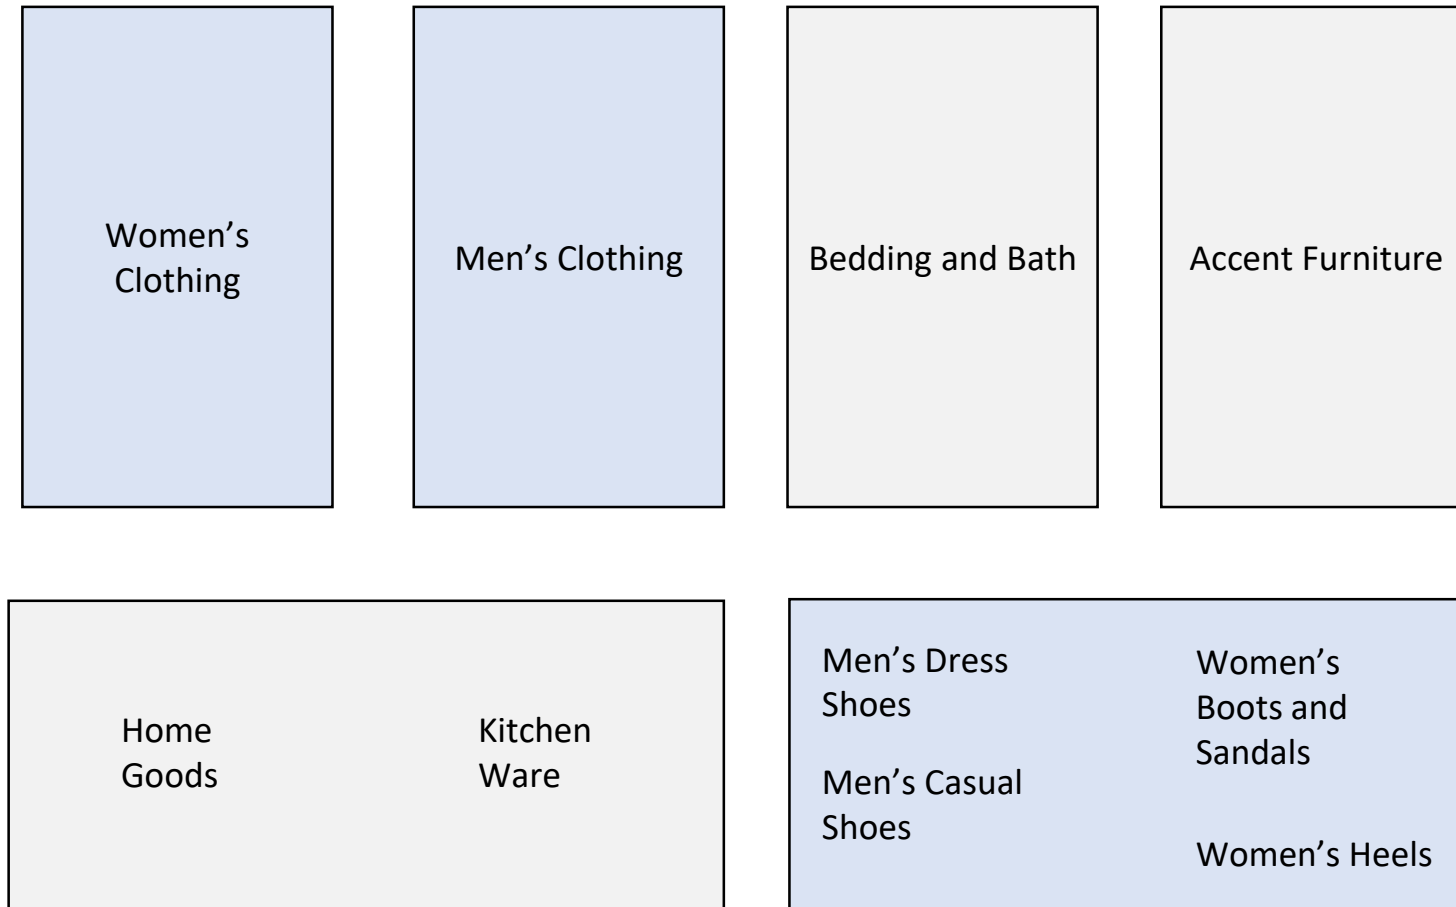 Women’s
Clothing
Men’s Clothing
Bedding and Bath
Accent Furniture
Home
Goods
Kitchen
Ware
Men’s Dress
Shoes
Men’s Casual
Shoes
Women’s
Boots and
Sandals
Women’s Heels